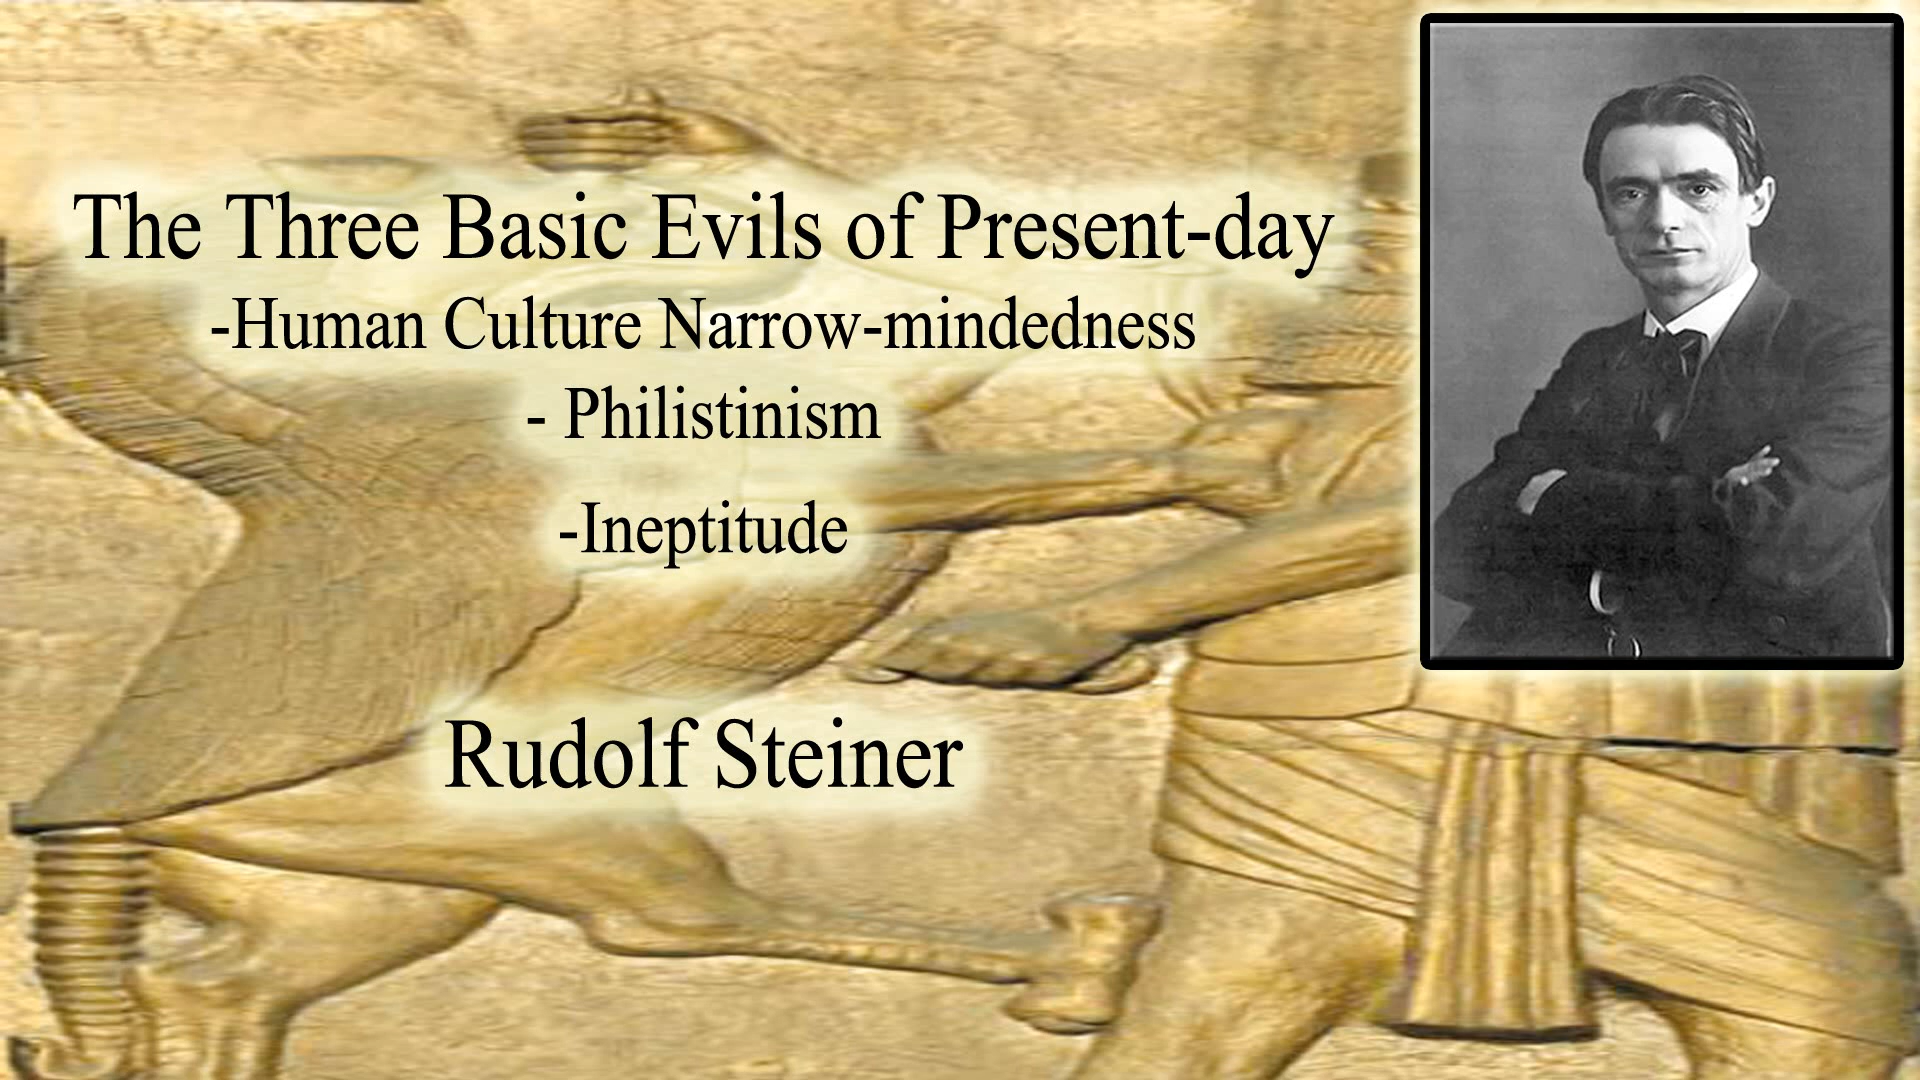 The Three Basic Evils of Present-day
-Human Culture Narrow-mindedness
- Philistinism
-Ineptitude
Rudolf Steiner